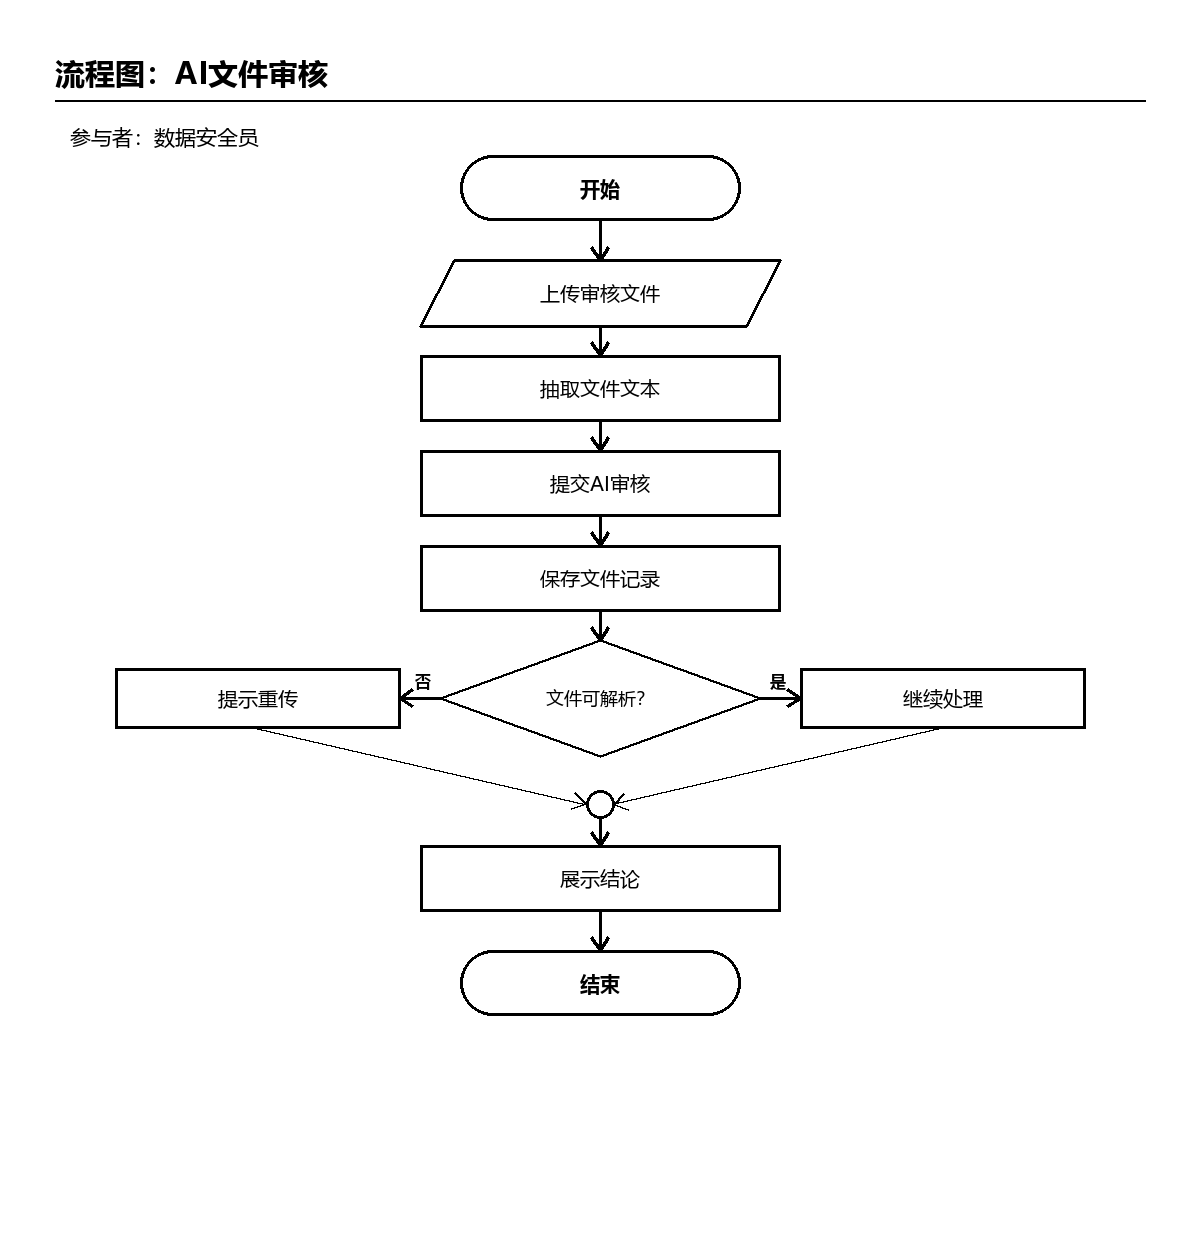 流程图：AI文件审核
参与者：数据安全员
开始
上传审核文件
抽取文件文本
提交AI审核
保存文件记录
否
是
提示重传
文件可解析？
继续处理
展示结论
结束